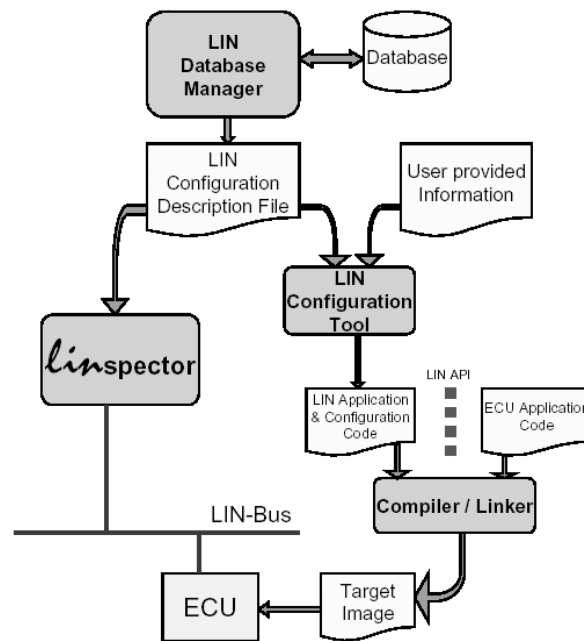 LIN
Database
Manager
Database
LIN
Configuration
Description File
User provided
Information
LIN
Configuration
Tool
linspector
LIN Application
& Configuration
Code
LIN API
ECU Application
Code
Compiler / Linker
LIN-Bus
ECU
Target
Image